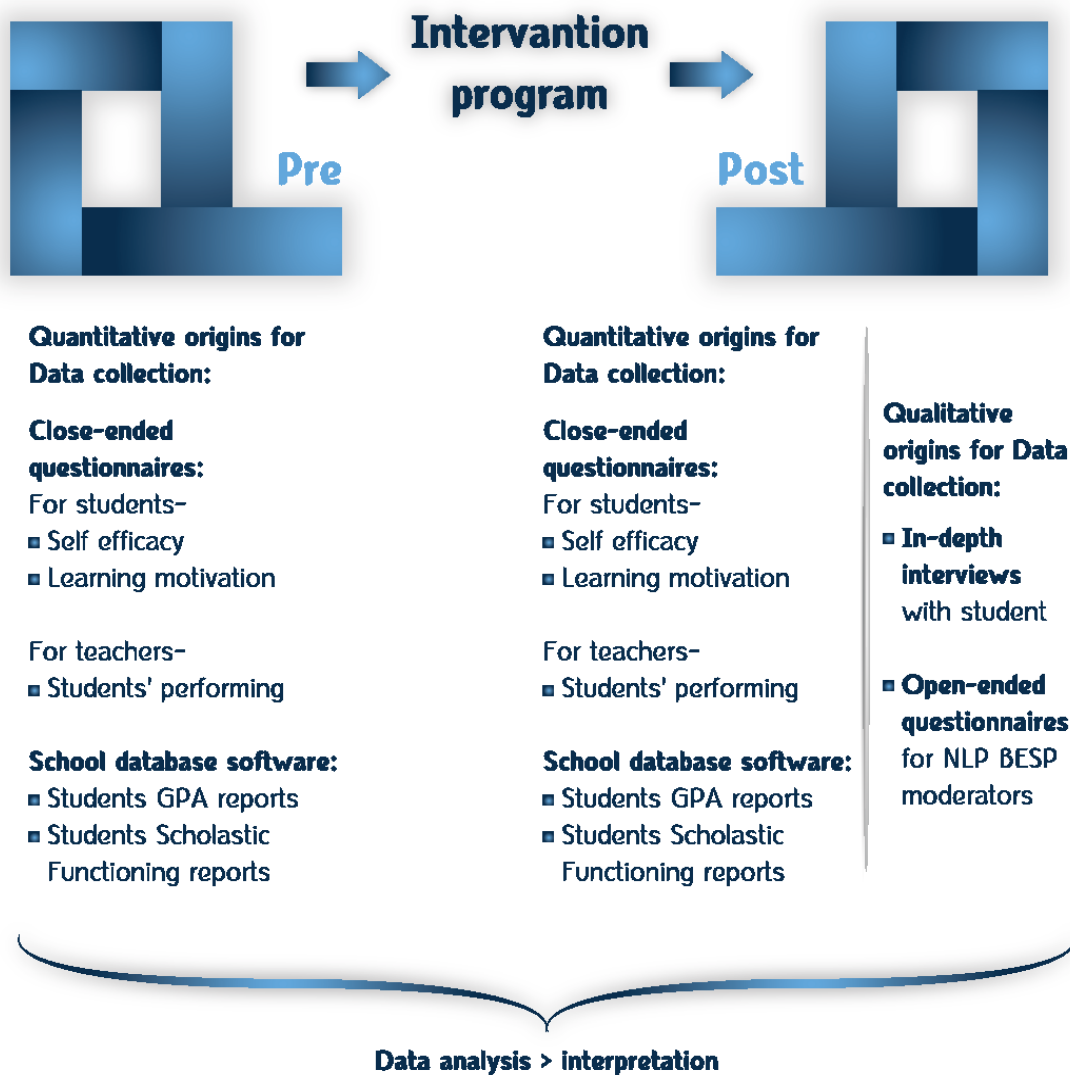 Intervantion
program
Pre
Post
Quantitative origins for
Data collection:
Close-ended
questionnaires:
For students-
Self efficacy
Learning motivation
For teachers-
Students' performing
School database software:
Students GPA reports
Students Scholastic
Functioning reports
Quantitative origins for
Data collection:
Close-ended
questionnaires:
For students-
Self efficacy
Learning motivation
For teachers-
Students' performing
School database software:
Students GPA reports
Students Scholastic
Functioning reports
Qualitative
origins for Data
collection:
In-depth
interviews
with student
Open-ended
questionnaires
for NLP BESP
moderators
Data analysis > interpretation